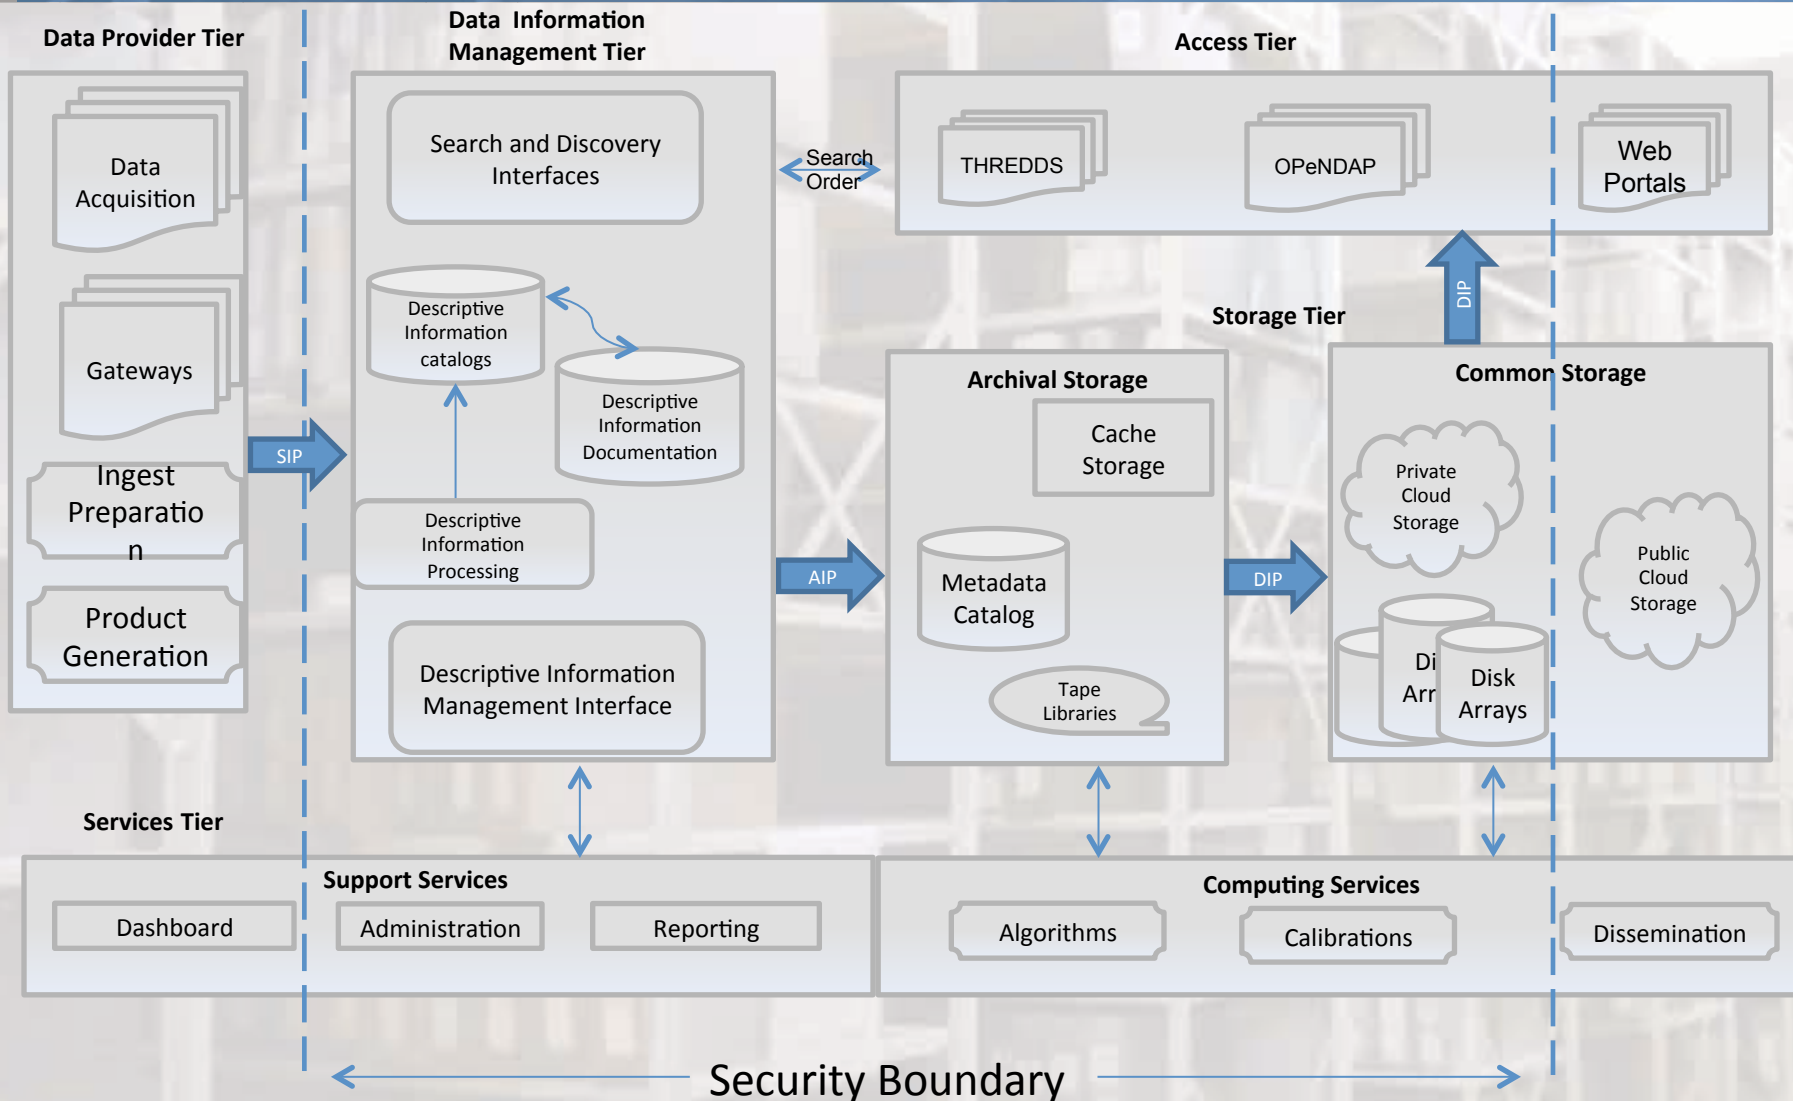 Data Provider Tier
Data Information
Management Tier
Access Tier
Data
Acquisition
Gateways
Ingest
Preparatio
n
Product
Generation
SIP
Search and Discovery
Interfaces
Descriptive
Information
catalogs
Descriptive
Information
Documentation
Descriptive
Information
Processing
Descriptive Information
Management Interface
Search
Order
THREDDS
OPeNDAP
Web
Portals
DIP
Storage Tier
AIP
Archival Storage
Cache
Storage
Metadata
Catalog
Tape
Libraries
DIP
Common Storage
Private
Cloud
Storage
Public
Cloud
Storage
Di
Arr
Disk
Arrays
Services Tier
Support Services
Dashboard
Administration
Reporting
Computing Services
Algorithms
Calibrations
Dissemination
Security Boundary